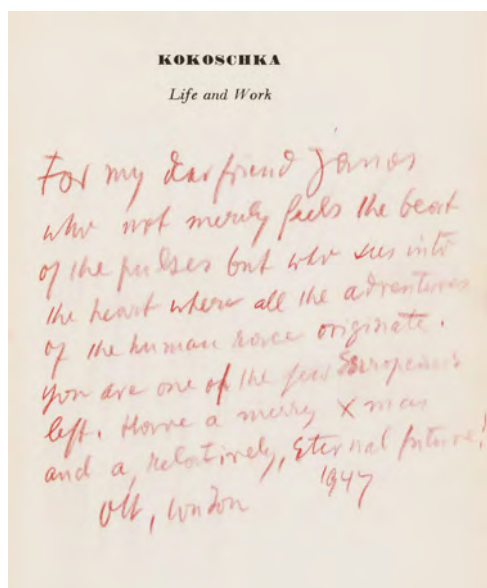 KOKOSCHKA
Life and Work
For my dear friend Janos
who not merely feels the beat
of the pulses but who sees into
the heart where all the adventures
of the human race originate.
you are one of the few Europeans
left. Have a merry Xmas
and a, relatively, Eternal future!
London 1947